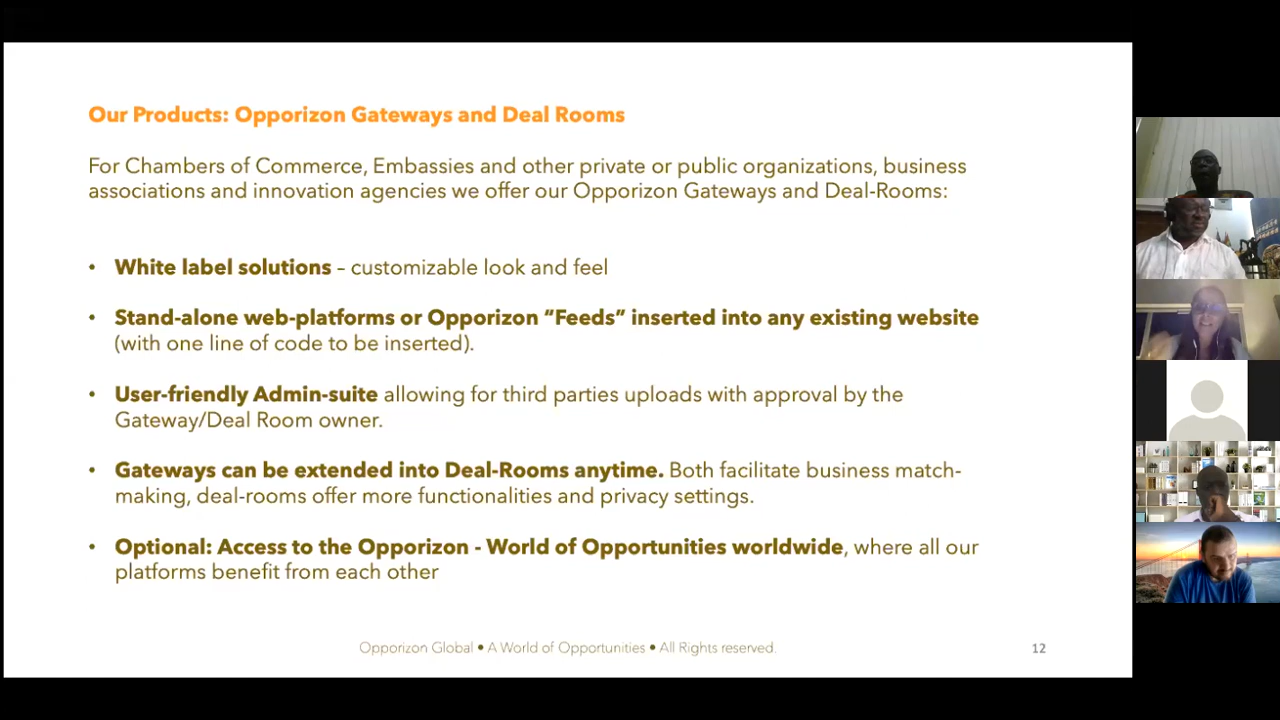 Our Products: Opporizon Gateways and Deal Rooms
For Chambers of Commerce, Embassies and other private or public organizations, business
associations and innovation agencies we offer our Opporizon Gateways and Deal-Rooms:
• White label solutions – customizable look and feel
• Stand-alone web-platforms or Opporizon “Feeds” inserted into any existing website
(with one line of code to be inserted).
• User-friendly Admin-suite allowing for third parties uploads with approval by the
Gateway/Deal Room owner.
• Gateways can be extended into Deal-Rooms anytime. Both facilitate business match-
making, deal-rooms offer more functionalities and privacy settings.
• Optional: Access to the Opporizon - World of Opportunities worldwide, where all our
platforms benefit from each other
Opporizon Global • A World of Opportunities • All Rights reserved.
12